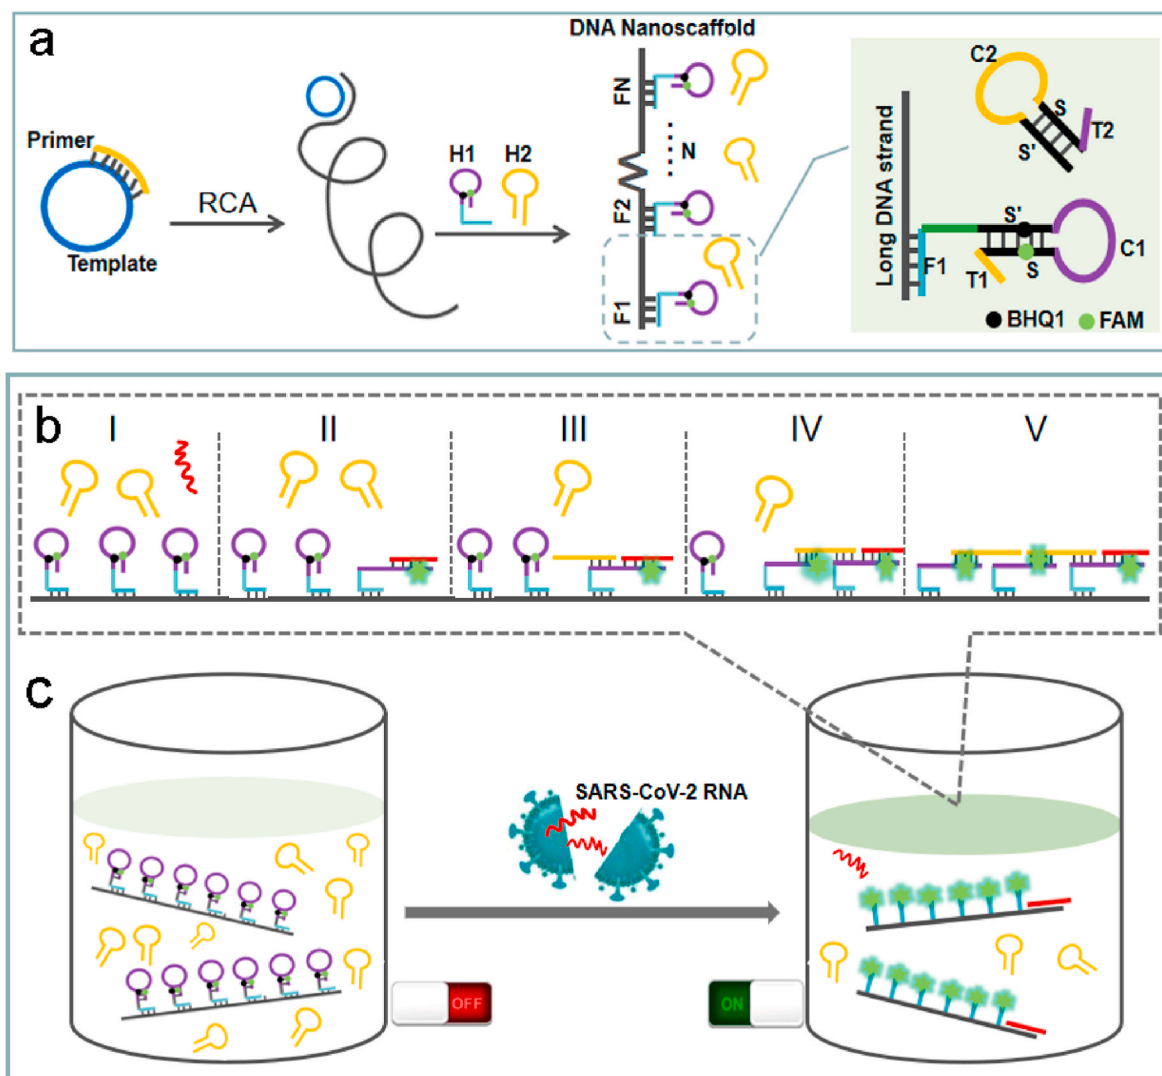 a
DNA Nanoscaffold
Primer
Template
RCA
H1
H2
FN
N
F2
F1
Long DNA strand
C2
S
S'
T2
S'
S
F1
T1
C1
BHQ1
FAM
b
I
II
III
IV
V
c
SARS-CoV-2 RNA
OFF
ON